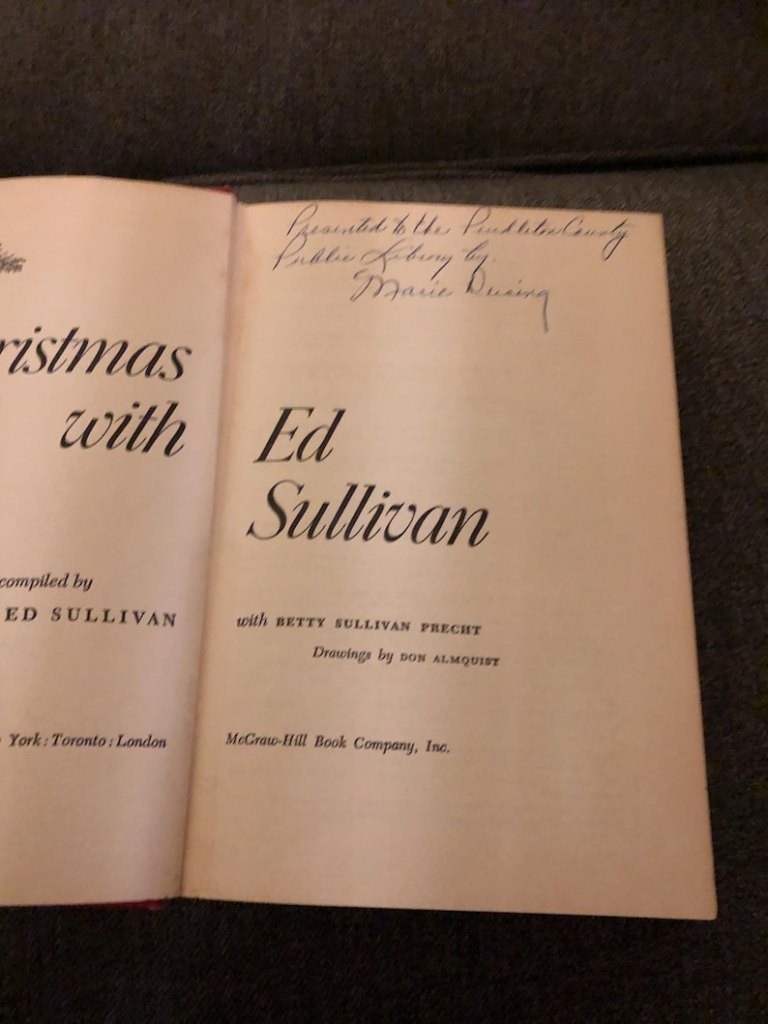 ristmas
with
compiled by
ED SULLIVAN
York : Toronto : London
Presented to the Pendleton County
Public Library by.
Marie
Ed
Sullivan
with BETTY SULLIVAN PRECHT
Drawings by DON ALMQUIST
McGraw-Hill Book Company, Inc.